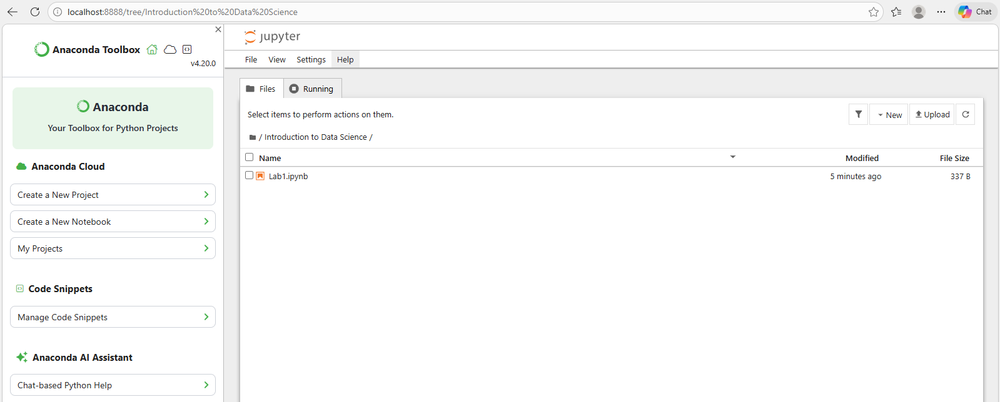 localhost:8888/tree/Introduction%20to%20Data%20Science
Chat
Anaconda Toolbox
v4.20.0
Anaconda
Your Toolbox for Python Projects
Anaconda Cloud
Create a New Project
Create a New Notebook
My Projects
Code Snippets
Manage Code Snippets
Anaconda AI Assistant
Chat-based Python Help
jupyter
File View Settings Help
Files Running
Select items to perform actions on them.
New Upload
/ Introduction to Data Science /
Name Modified File Size
Lab1.ipynb 5 minutes ago 337 B